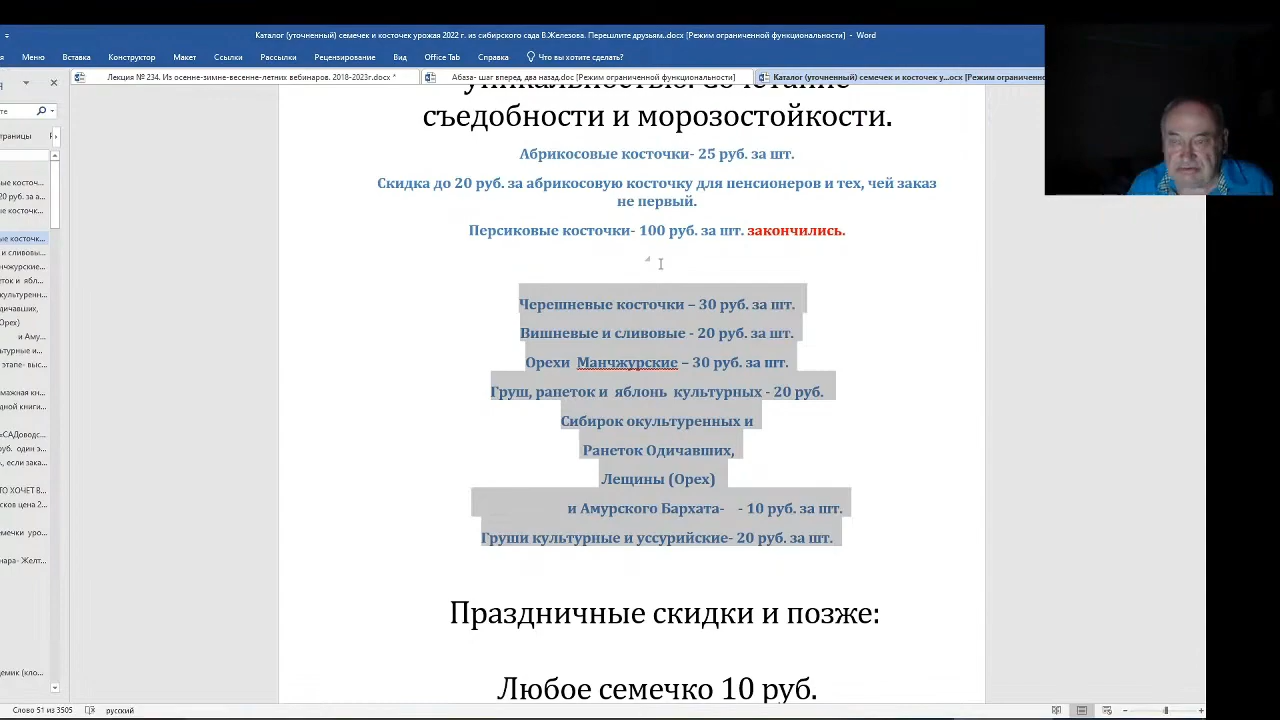 Каталог (уточненный) семечек и косточек урожая 2022 г. из сибирского сада В.Железова. Перешлите друзьям..docx [Режим ограниченной функциональности] - Word
Меню Вставка Конструктор Макет Ссылки Рассылки Рецензирование Вид Office Tab Справка Что вы хотите сделать?
Лекция № 234. Из осенне-зимне-весенне-летних вебинаров. 2018-2023г.docx * Абаза- шаг вперед, два назад.doc [Режим ограниченной функциональности] Каталог (уточненный) семечек и косточек у...осх [Режим ограниченно
уникальностью. Сочетание
съедобности и морозостойкости.
Абрикосовые косточки- 25 руб. за шт.
Скидка до 20 руб. за абрикосовую косточку для пенсионеров и тех, чей заказ
не первый.
Персиковые косточки- 100 руб. за шт. закончились.
Черешневые косточки – 30 руб. за шт.
Вишневые и сливовые - 20 руб. за шт.
Орехи Манчжурские – 30 руб. за шт.
Груш, ранеток и яблонь культурных - 20 руб.
Сибирок окультуренных и
Ранеток Одичавших,
Лещины (Орех)
и Амурского Бархата- - 10 руб. за шт.
Груши культурные и уссурийские- 20 руб. за шт.
Праздничные скидки и позже:
Любое семечко 10 руб.
Слово 51 из 3505 русский